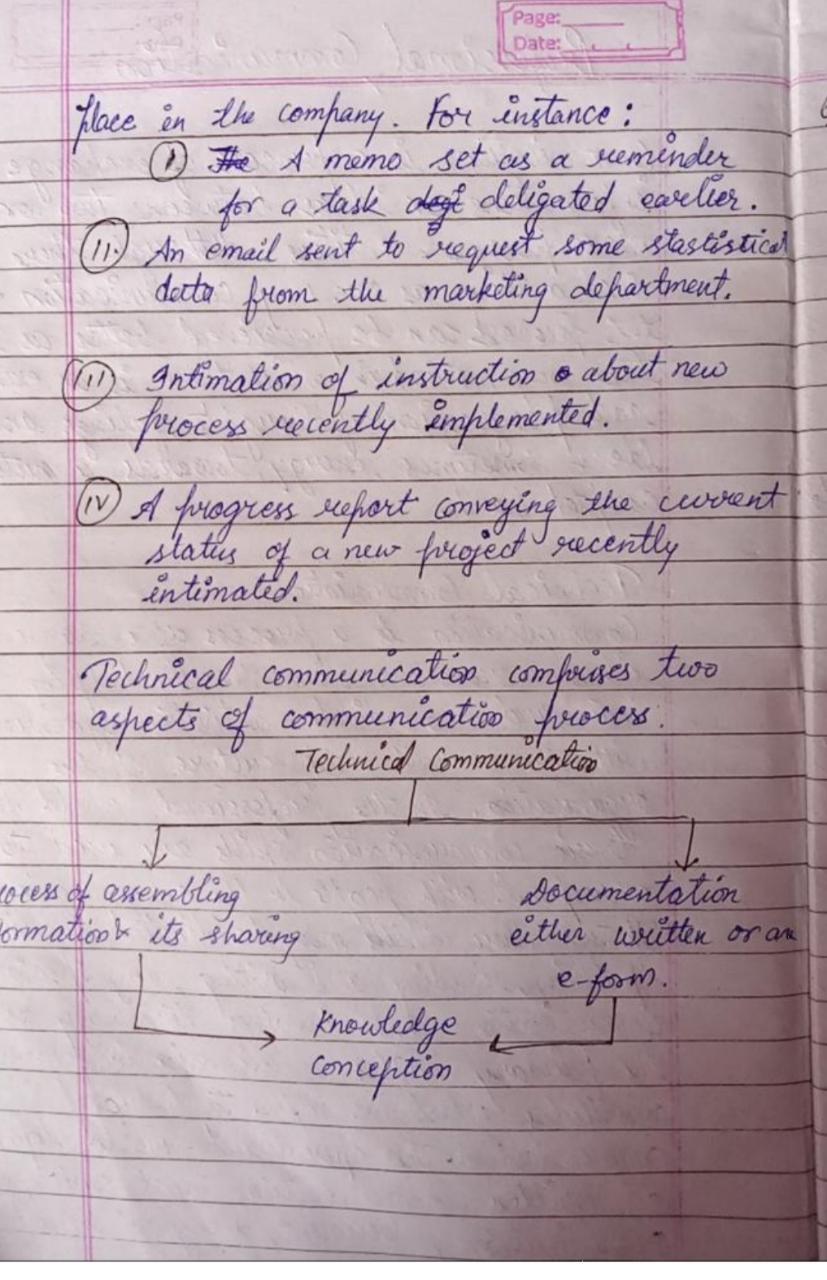 Page:
Date:
place in the company. For instance:
(I) The A memo set as a reminder
for a task degi deligated earlier.
(II) An email sent to request some stastistical
data from the marketing department.
(III) Intimation of instruction about new
process recently implemented.
(IV) A progress report conveying the current
status of a new project recently
intimated.
Technical communication comprises two
aspects of communication process.
Technical Communication
ocess of assembling
ormation & its sharing
Documentation
either written or an
e-form.
Knowledge
Conception